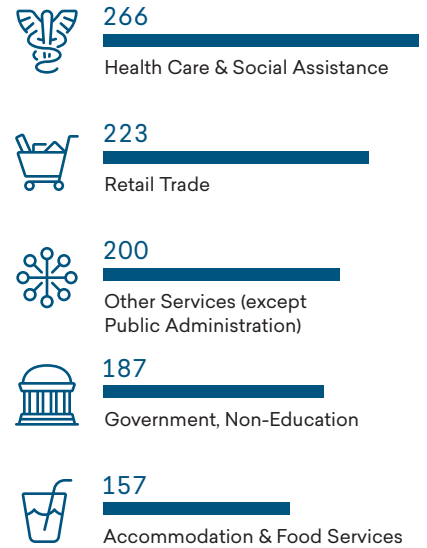 266
Health Care & Social Assistance
223
Retail Trade
200
Other Services (except
Public Administration)
187
Government, Non-Education
157
Accommodation & Food Services